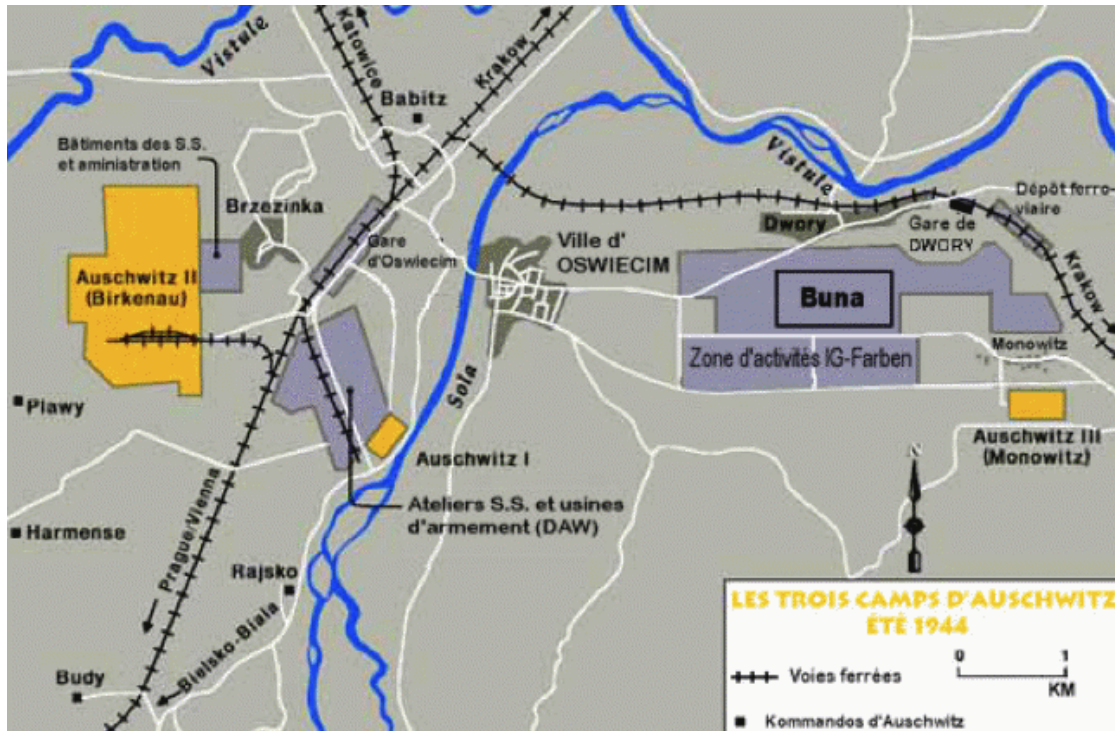 Vistule
Katowice
Krakow
Babitz
Bâtiments des S.S.
et aministration
Brzezinka
Auschwitz II
(Birkenau)
Gare
d'Oswiecim
Ville d'
OSWIECIM
Vistule
Dwory
Gare de
DWORY
Dépôt ferro-
viaire
Krakow
Buna
Zone d'activités IG-Farben
Monowitz
Sola
Plawy
Auschwitz I
Auschwitz III
(Monowitz)
Ateliers S.S. et usines
d'armement (DAW)
Harmense
Prague/Vienna
Rajsko
Bielsko-Biala
Budy
N
LES TROIS CAMPS D'AUSCHWITZ
ÉTÉ 1944
Voies ferrées
0 1
KM
Kommandos d'Auschwitz